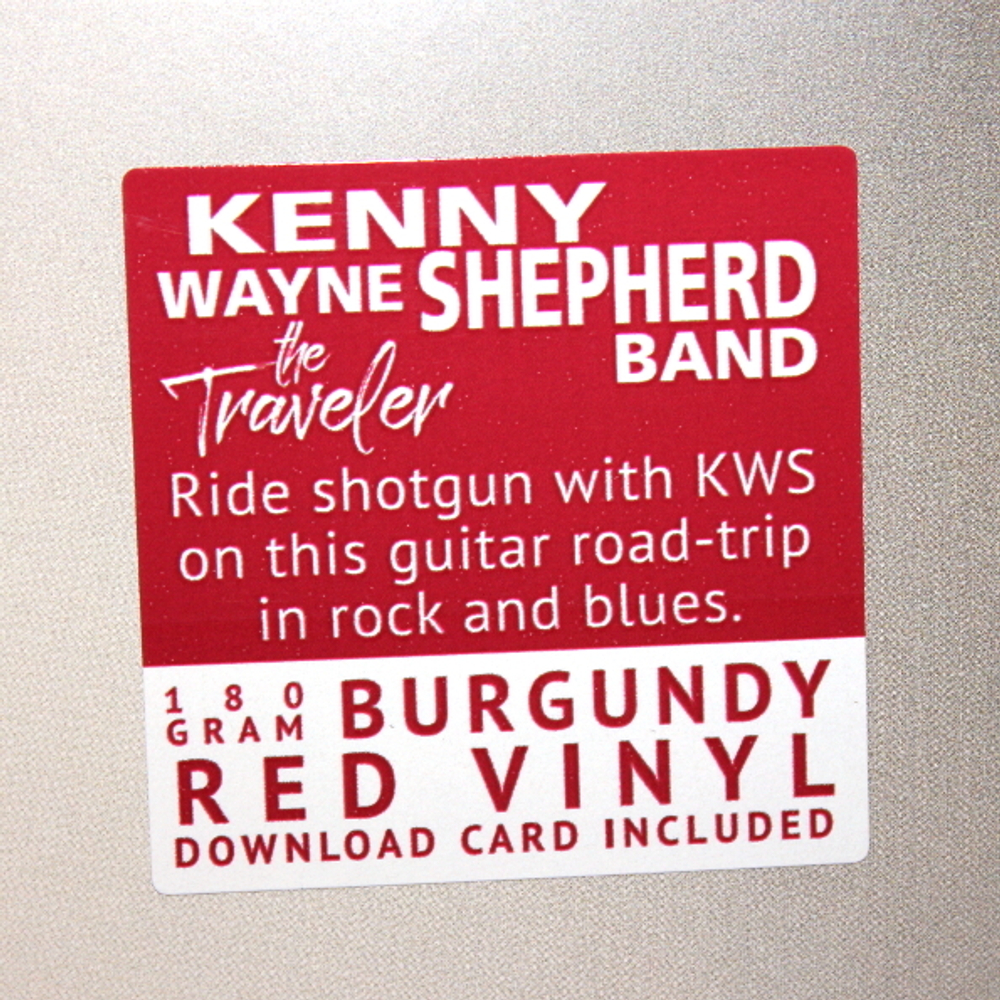 KENNY
WAYNE SHEPHERD
BAND
the
Traveler
Ride shotgun with KWS
on this guitar road-trip
in rock and blues.
180 GRAM BURGUNDY
RED VINYL
DOWNLOAD CARD INCLUDED